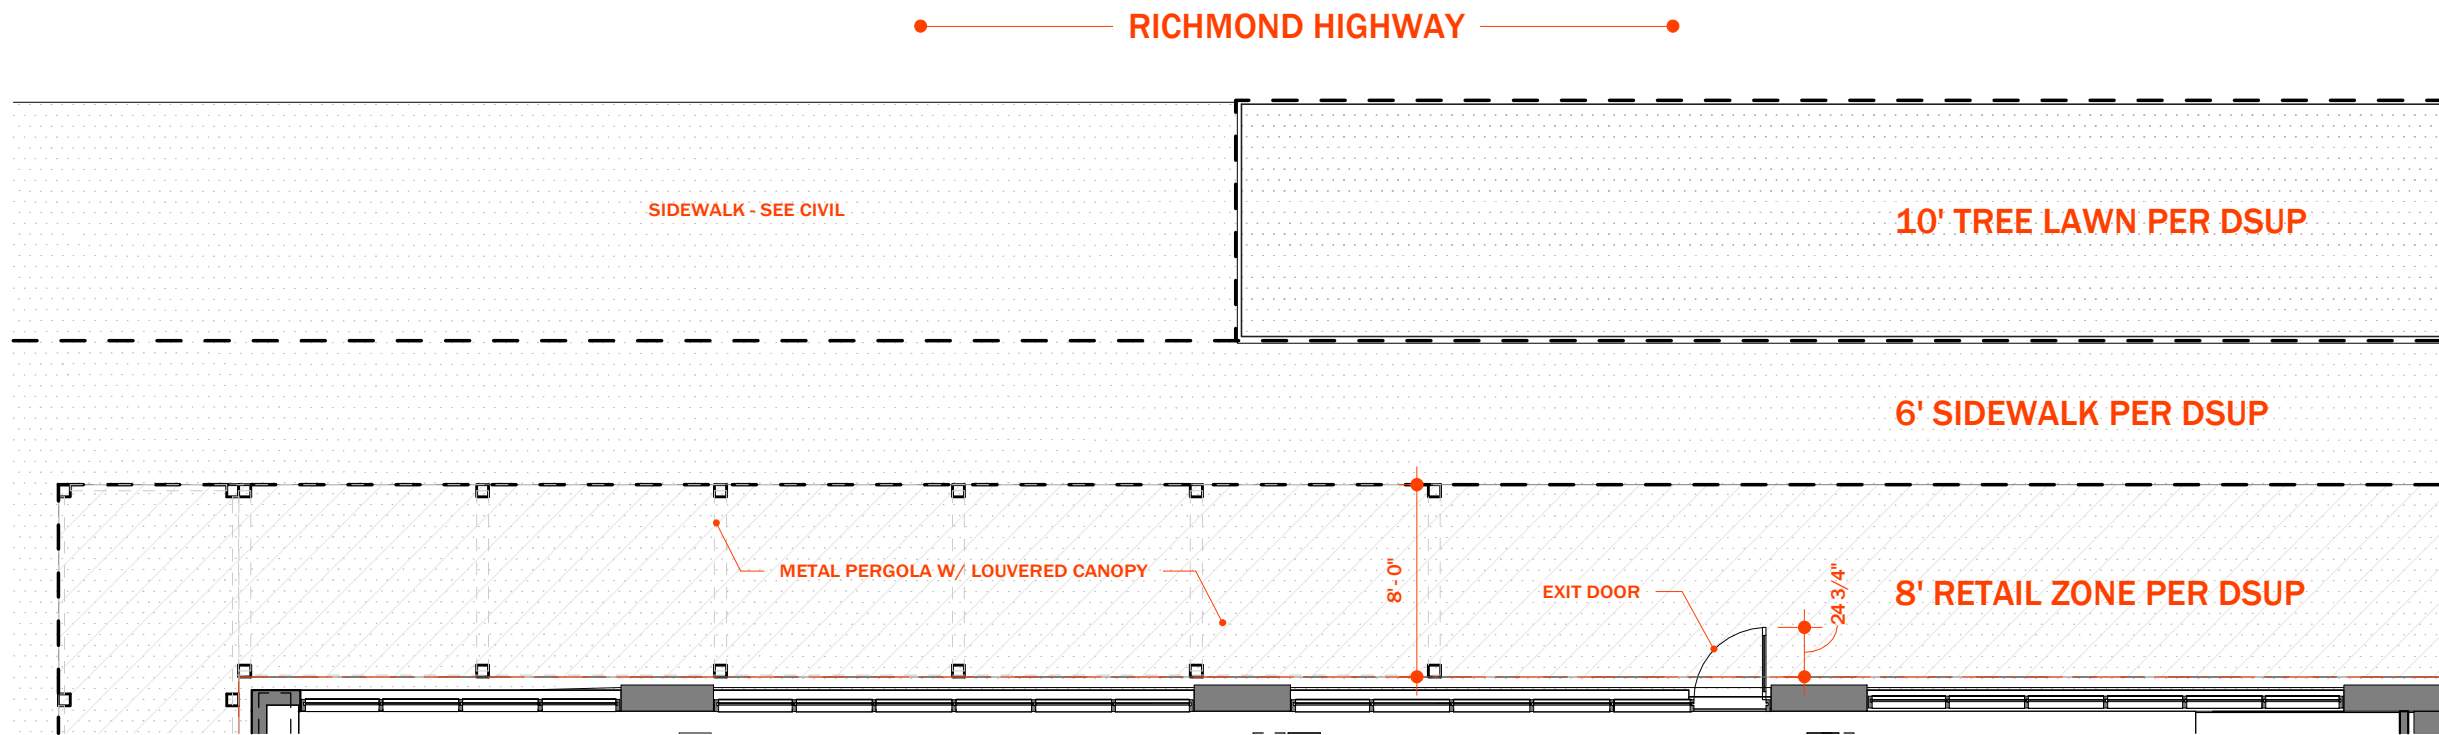 RICHMOND HIGHWAY
SIDEWALK - SEE CIVIL
10' TREE LAWN PER DSUP
6' SIDEWALK PER DSUP
METAL PERGOLA W/ LOUVERED CANOPY
8' - 0"
EXIT DOOR
24 3/4"
8' RETAIL ZONE PER DSUP